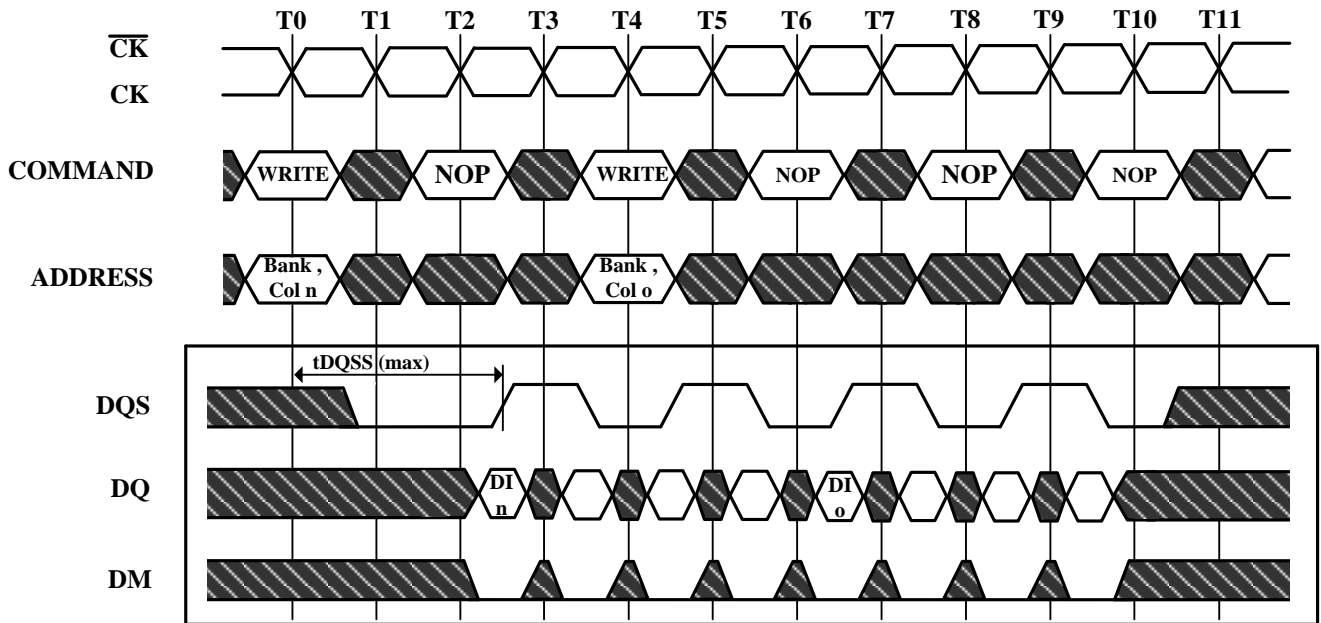 T0 T1 T2 T3 T4 T5 T6 T7 T8 T9 T10 T11
CK
CK
COMMAND
WRITE NOP WRITE NOP NOP NOP
ADDRESS
Bank , Bank ,
Col n Col o
tDQSS (max)
DQS
DQ
DI DI
n o
DM